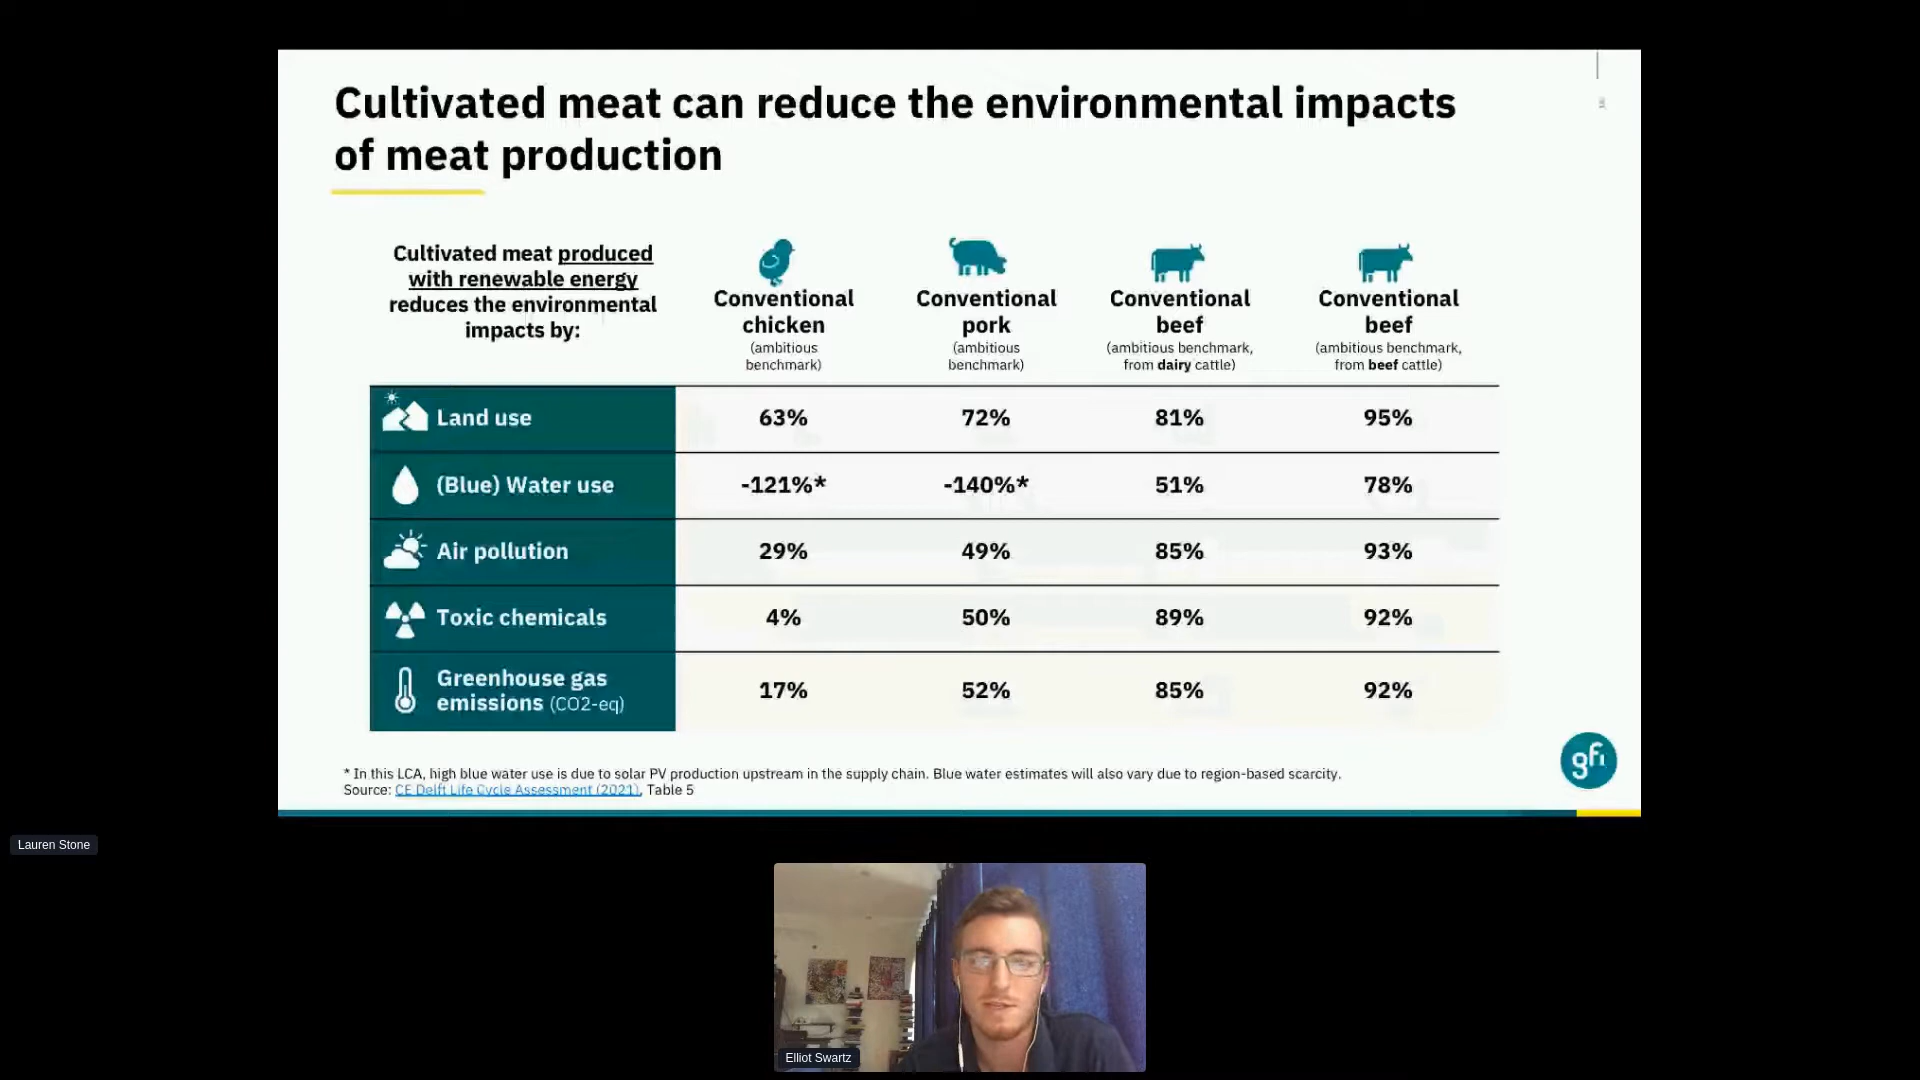 Cultivated meat can reduce the environmental impacts
of meat production
Cultivated meat produced
with renewable energy
reduces the environmental
impacts by:
Conventional
chicken
(ambitious
benchmark)
Conventional
pork
(ambitious
benchmark)
Conventional
beef
(ambitious benchmark,
from dairy cattle)
Conventional
beef
(ambitious benchmark,
from beef cattle)
Land use 63% 72% 81% 95%
(Blue) Water use -121%* -140%* 51% 78%
Air pollution 29% 49% 85% 93%
Toxic chemicals 4% 50% 89% 92%
Greenhouse gas
emissions (CO2-eq) 17% 52% 85% 92%
* In this LCA, high blue water use is due to solar PV production upstream in the supply chain. Blue water estimates will also vary due to region-based scarcity.
Source: CE Delft Life Cycle Assessment (2021), Table 5
gfi
Lauren Stone
Elliot Swartz